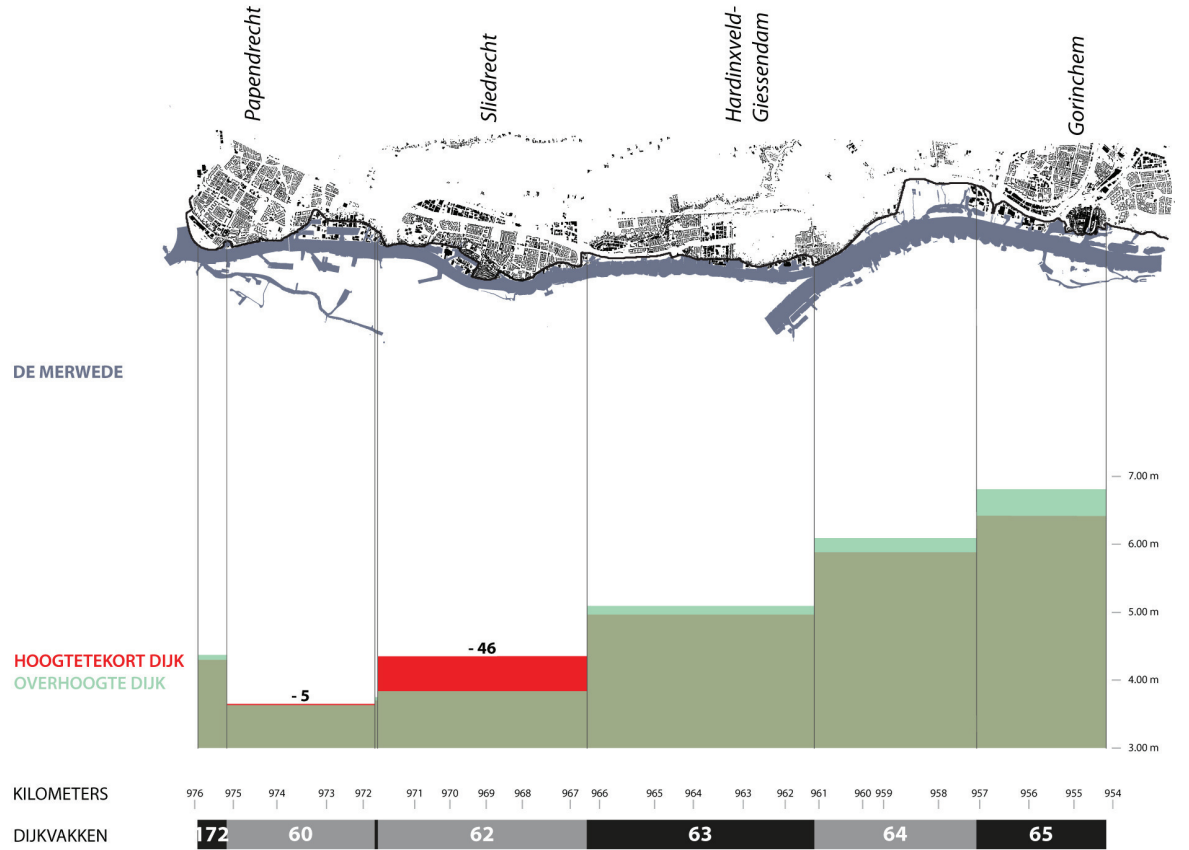 Papendrecht
Sliedrecht
Hardinxveld-
Giessendam
Gorinchem
DE MERWEDE
7.00 m
6.00 m
5.00 m
4.00 m
3.00 m
- 46
HOOGTETEKORT DIJK
OVERHOOGTE DIJK
- 5
KILOMETERS 976 975 974 973 972 971 970 969 968 967 966 965 964 963 962 961 960 959 958 957 956 955 954
DIJKVAKKEN 172 60 62 63 64 65